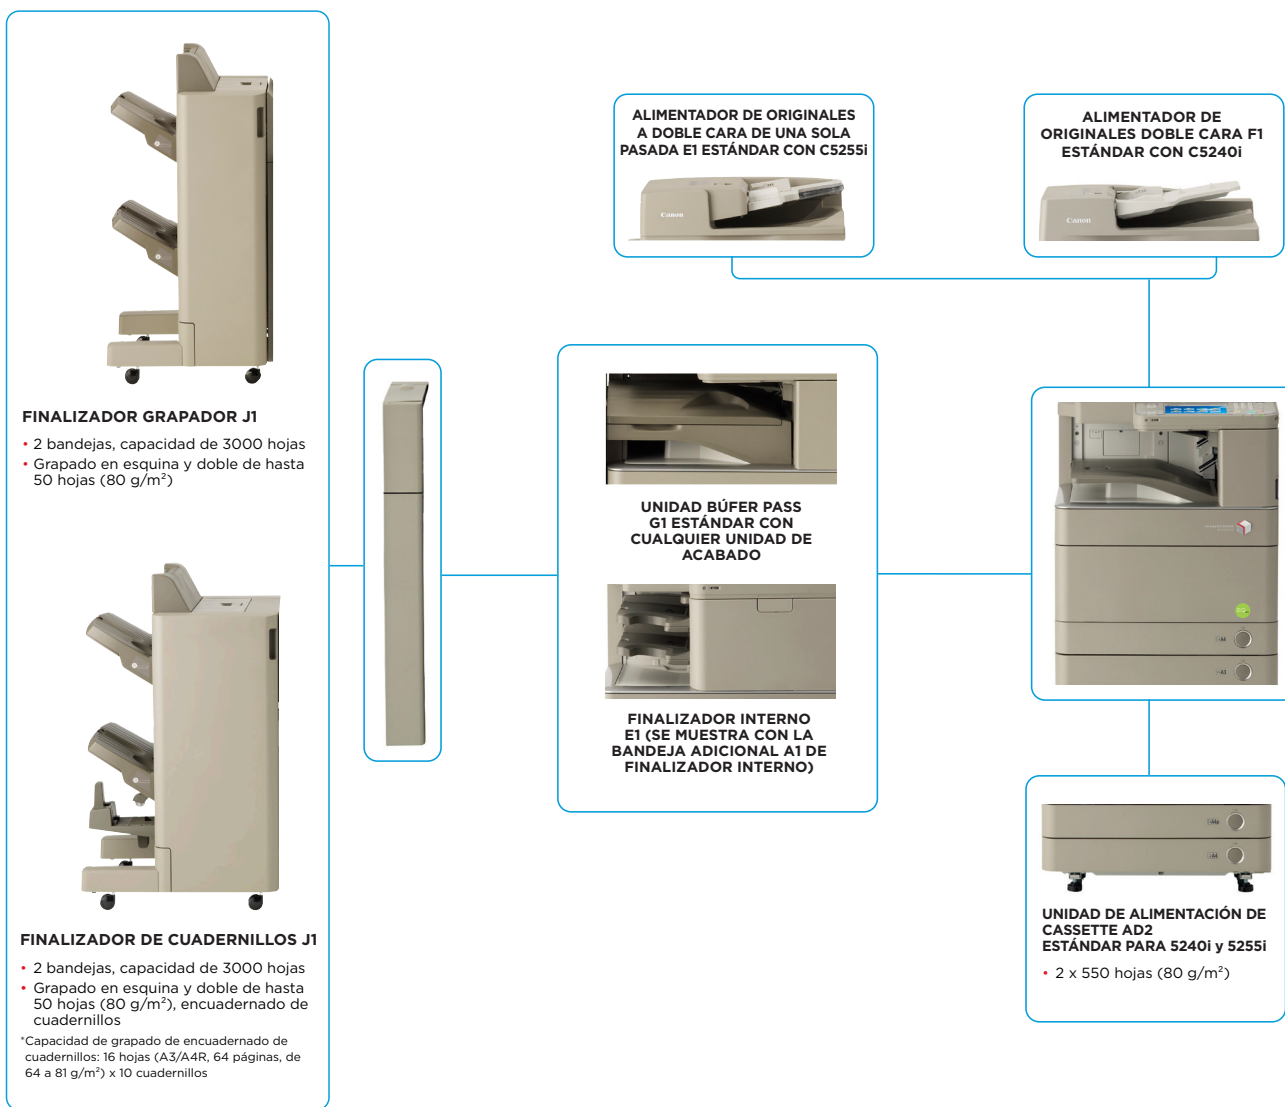 ALIMENTADOR DE ORIGINALES
A DOBLE CARA DE UNA SOLA
PASADA E1 ESTÁNDAR CON C5255i
Canon
ALIMENTADOR DE
ORIGINALES DOBLE CARA F1
ESTÁNDAR CON C5240i
Canon
FINALIZADOR GRAPADOR J1
• 2 bandejas, capacidad de 3000 hojas
• Grapado en esquina y doble de hasta
50 hojas (80 g/m²)
UNIDAD BÚFER PASS
G1 ESTÁNDAR CON
CUALQUIER UNIDAD DE
ACABADO
FINALIZADOR INTERNO
E1 (SE MUESTRA CON LA
BANDEJA ADICIONAL A1 DE
FINALIZADOR INTERNO)
FINALIZADOR DE CUADERNILLOS J1
• 2 bandejas, capacidad de 3000 hojas
• Grapado en esquina y doble de hasta
50 hojas (80 g/m²), encuadernado de
cuadernillos
*Capacidad de grapado de encuadernado de
cuadernillos: 16 hojas (A3/A4R, 64 páginas, de
64 a 81 g/m²) x 10 cuadernillos
UNIDAD DE ALIMENTACIÓN DE
CASSETTE AD2
ESTÁNDAR PARA 5240i y 5255i
• 2 x 550 hojas (80 g/m²)